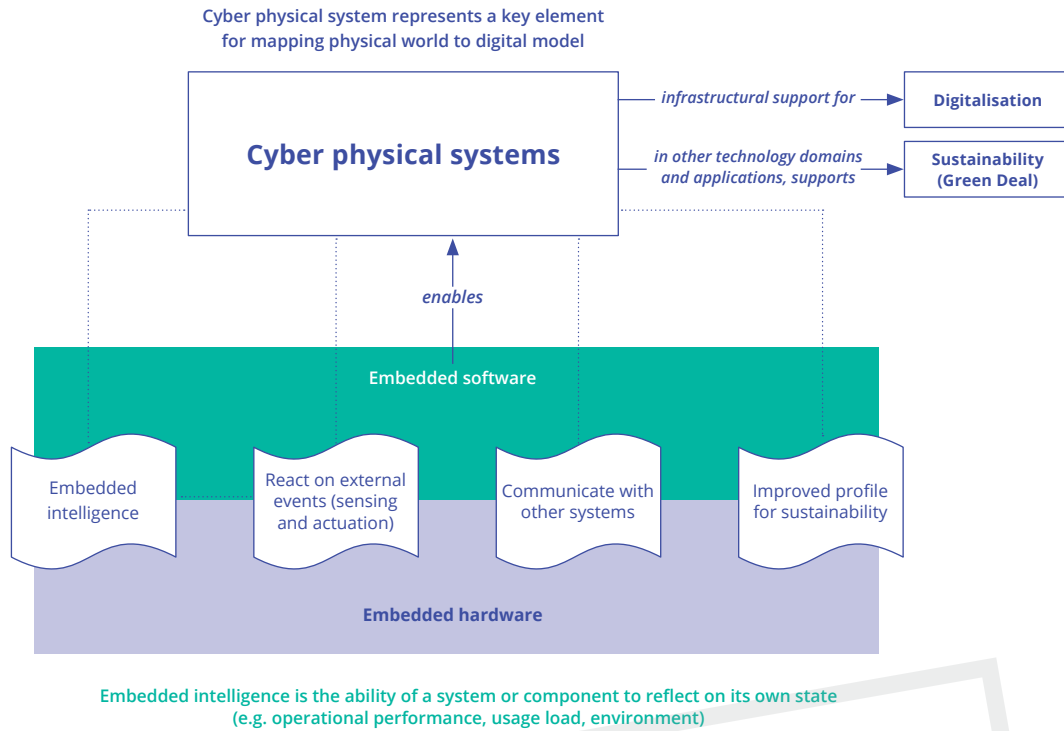 Cyber physical system represents a key element
for mapping physical world to digital model
Cyber physical systems
infrastructural support for
Digitalisation
in other technology domains
and applications, supports
Sustainability
(Green Deal)
enables
Embedded software
Embedded
intelligence
React on external
events (sensing
and actuation)
Communicate with
other systems
Improved profile
for sustainability
Embedded hardware
Embedded intelligence is the ability of a system or component to reflect on its own state
(e.g. operational performance, usage load, environment)